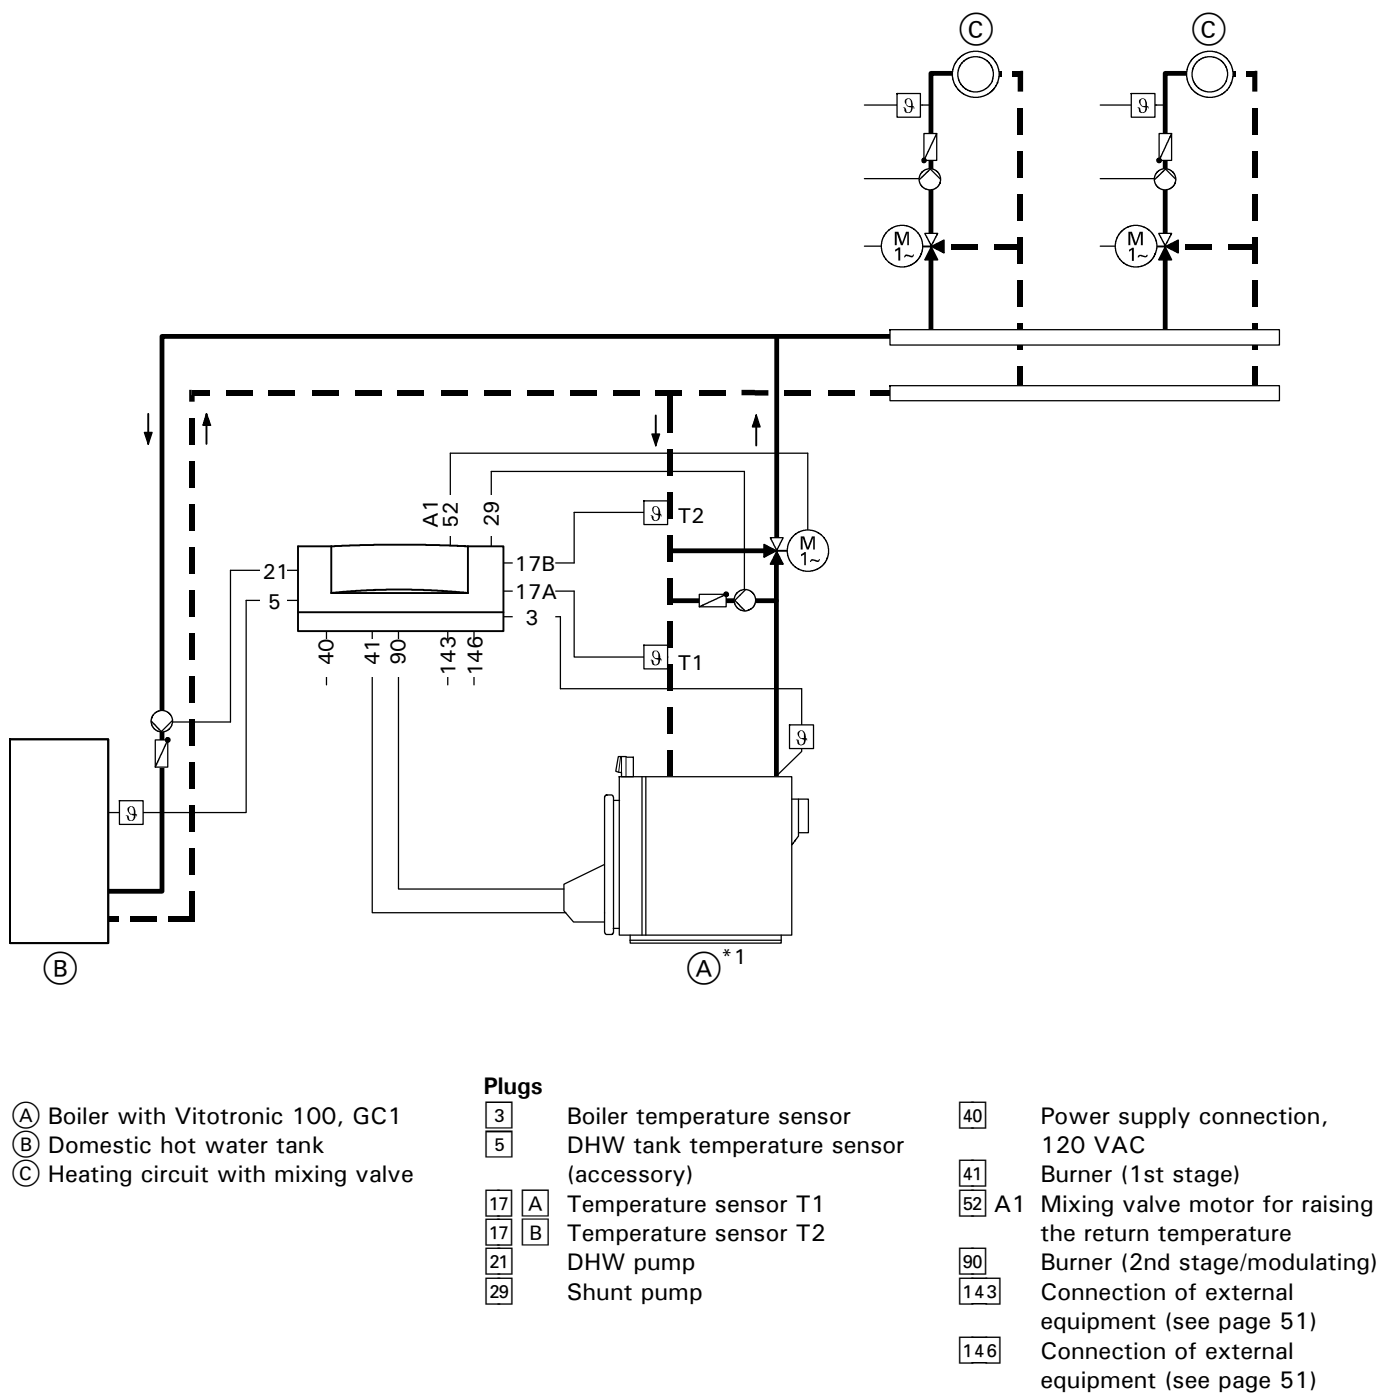 C C
ϑ ϑ
M
1~
M
1~
A1
52
29
ϑ T2
M
1~
17B
21
17A
5
3
40
41
90
143
146
ϑ T1
ϑ
ϑ
B
A *1
Plugs
A Boiler with Vitotronic 100, GC1
B Domestic hot water tank
C Heating circuit with mixing valve
3 Boiler temperature sensor
5 DHW tank temperature sensor
(accessory)
17 A Temperature sensor T1
17 B Temperature sensor T2
21 DHW pump
29 Shunt pump
40 Power supply connection,
120 VAC
41 Burner (1st stage)
52 A1 Mixing valve motor for raising
the return temperature
90 Burner (2nd stage/modulating)
143 Connection of external
equipment (see page 51)
146 Connection of external
equipment (see page 51)